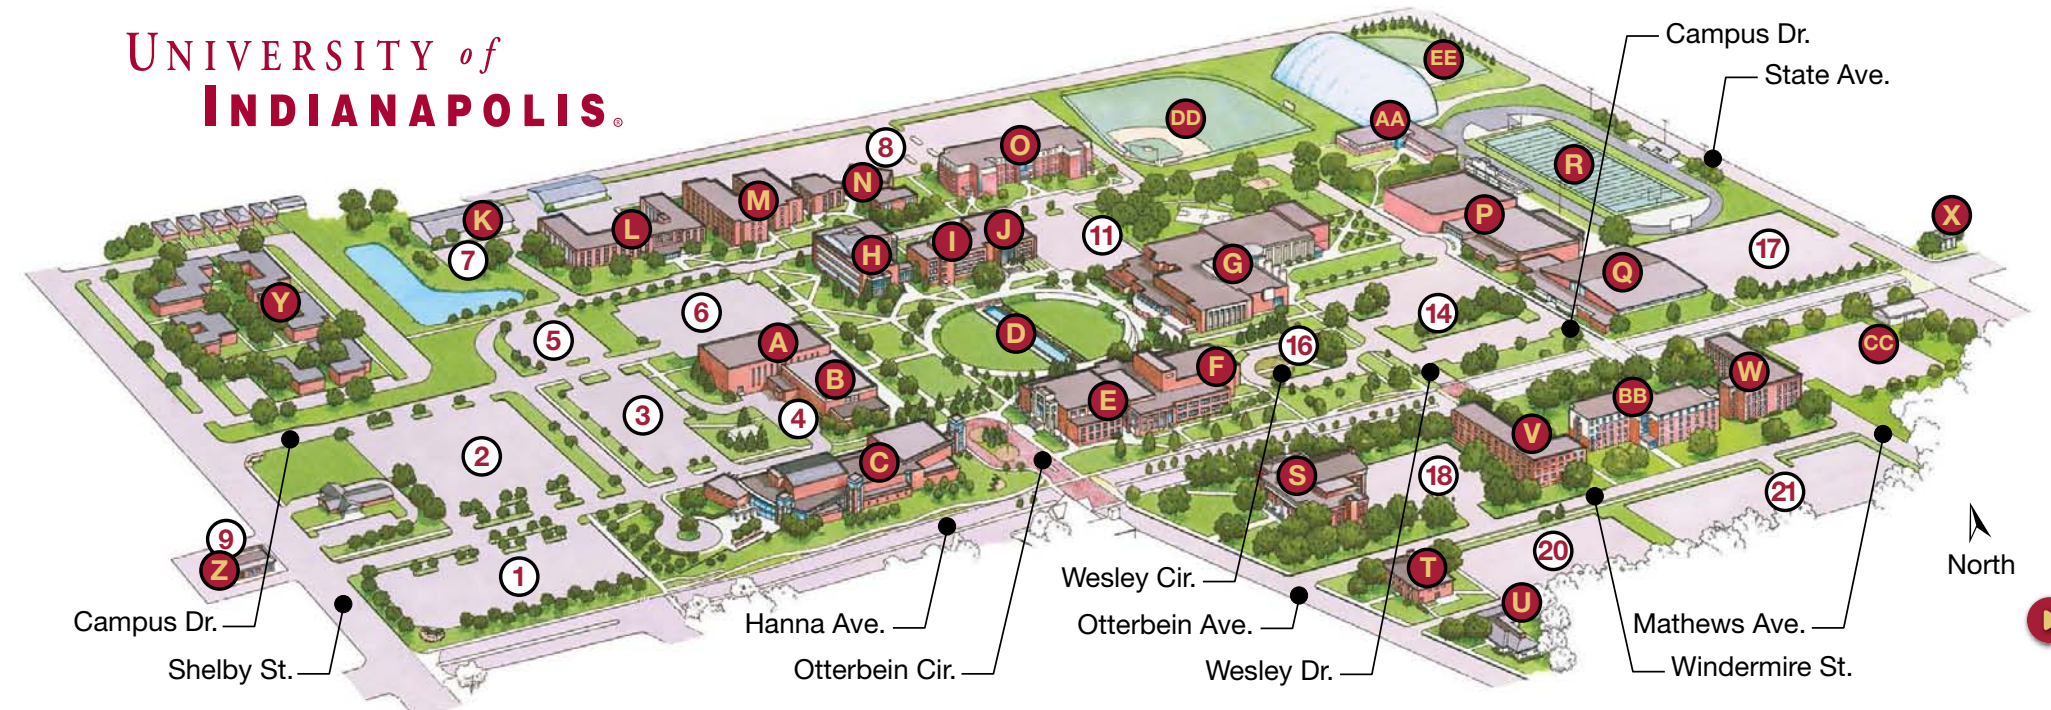 UNIVERSITY of
INDIANAPOLIS®
Campus Dr.
State Ave.
EE
DD
AA
8
O
R
N
M
K
L
P
X
J
I
H
11
17
7
G
Q
Y
6
14
5
D
A
16
CC
F
B
W
E
BB
3
4
V
2
C
S
18
21
9
Z
1
20
T
U
North
Wesley Cir.
Campus Dr.
Hanna Ave.
Otterbein Ave.
Mathews Ave.
Shelby St.
Otterbein Cir.
Wesley Dr.
Windermire St.